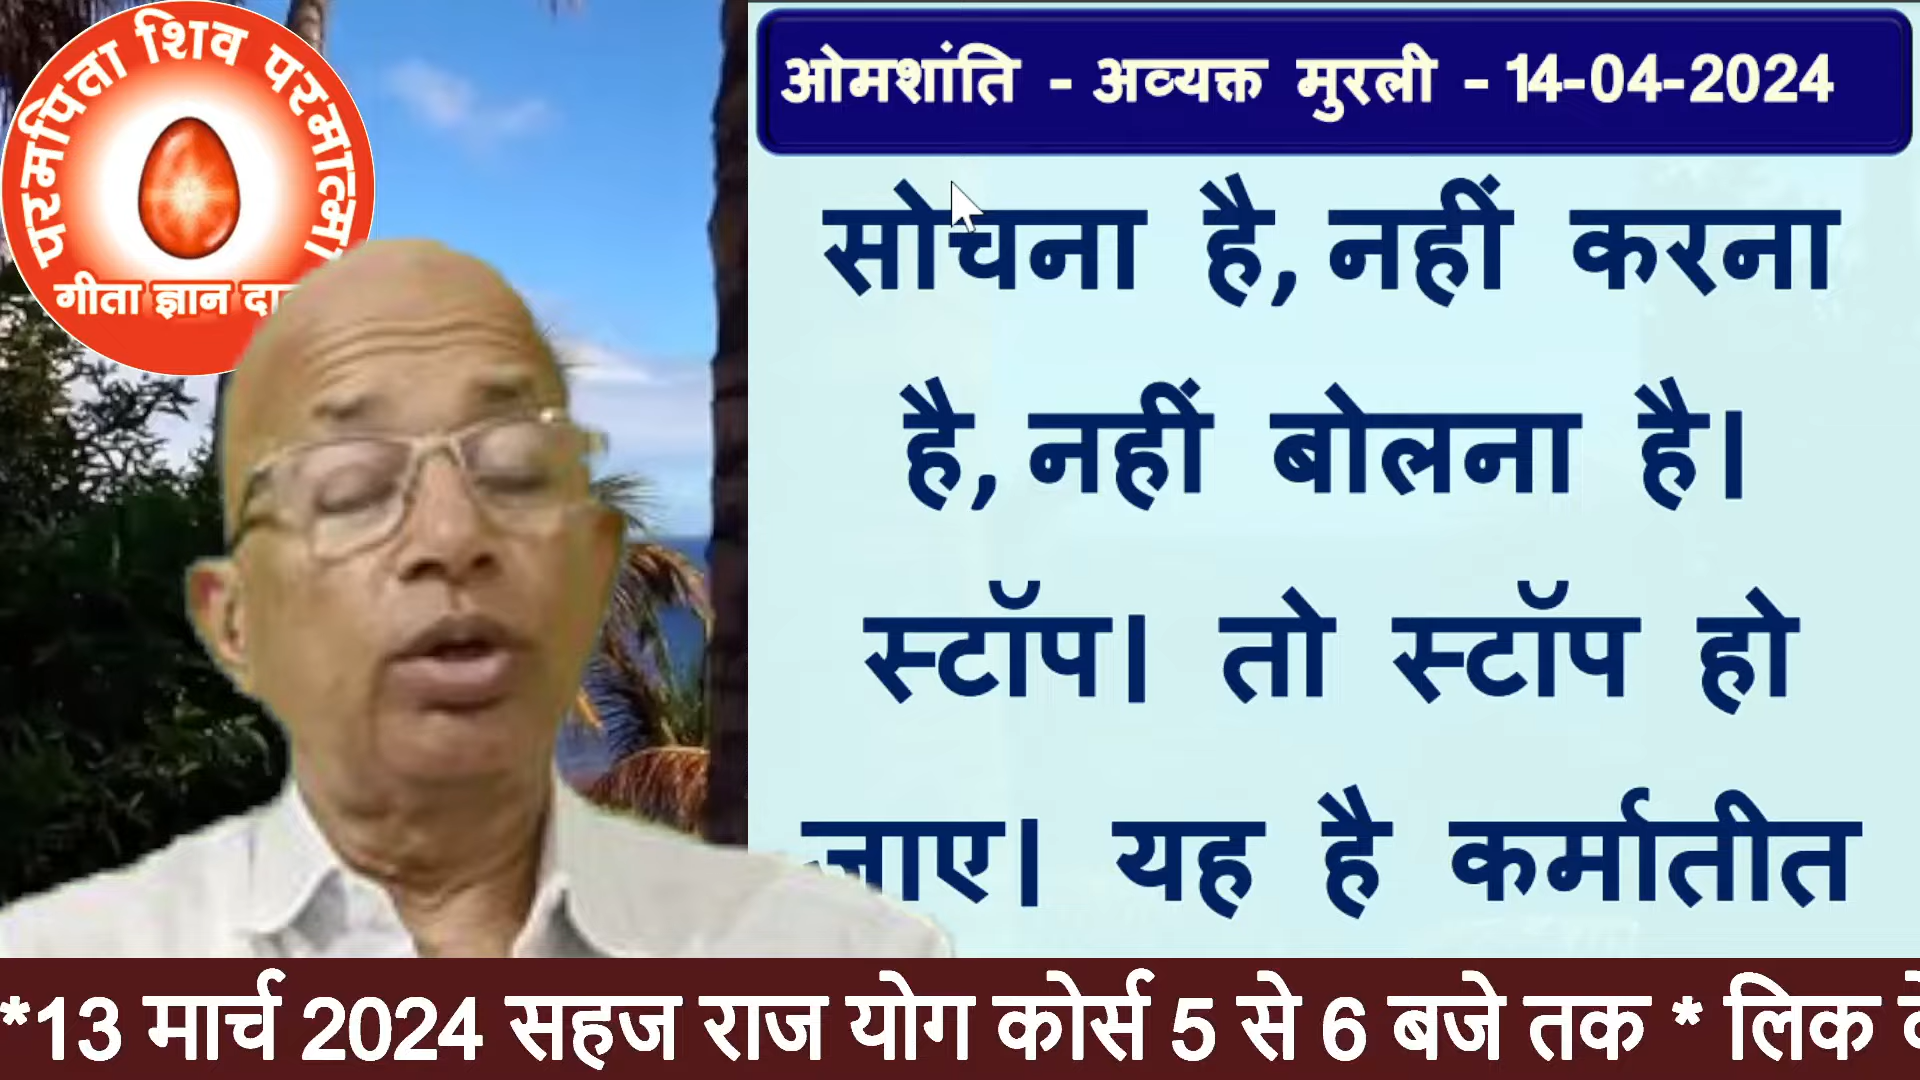 परमपिता शिव परमात्मा
गीता ज्ञान
ओमशांति - अव्यक्त मुरली - 14-04-2024
सोचना है, नहीं करना
है, नहीं बोलना है।
स्टॉप। तो स्टॉप हो
जाए। यह है कर्मातीत
*13 मार्च 2024 सहज राज योग कोर्स 5 से 6 बजे तक * लिक